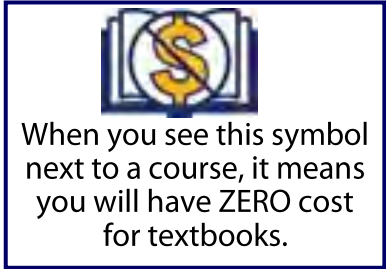 When you see this symbol
next to a course, it means
you will have ZERO cost
for textbooks.